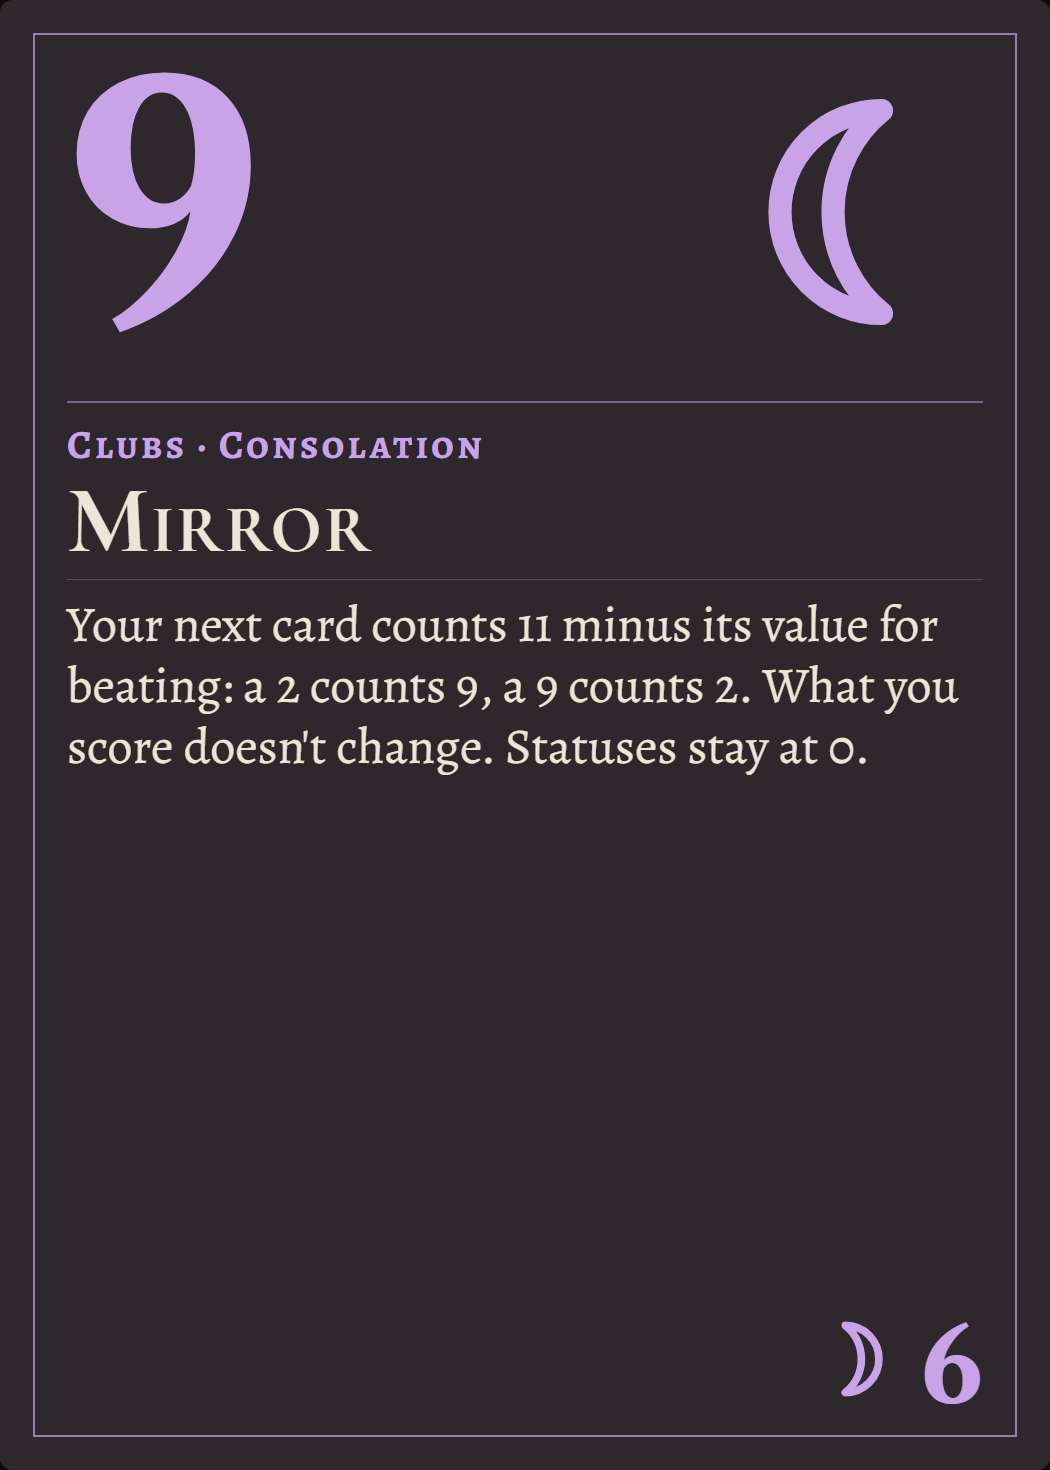 9
Clubs · Consolation
Mirror
Your next card counts 11 minus its value for
beating: a 2 counts 9, a 9 counts 2. What you
score doesn't change. Statuses stay at 0.
9